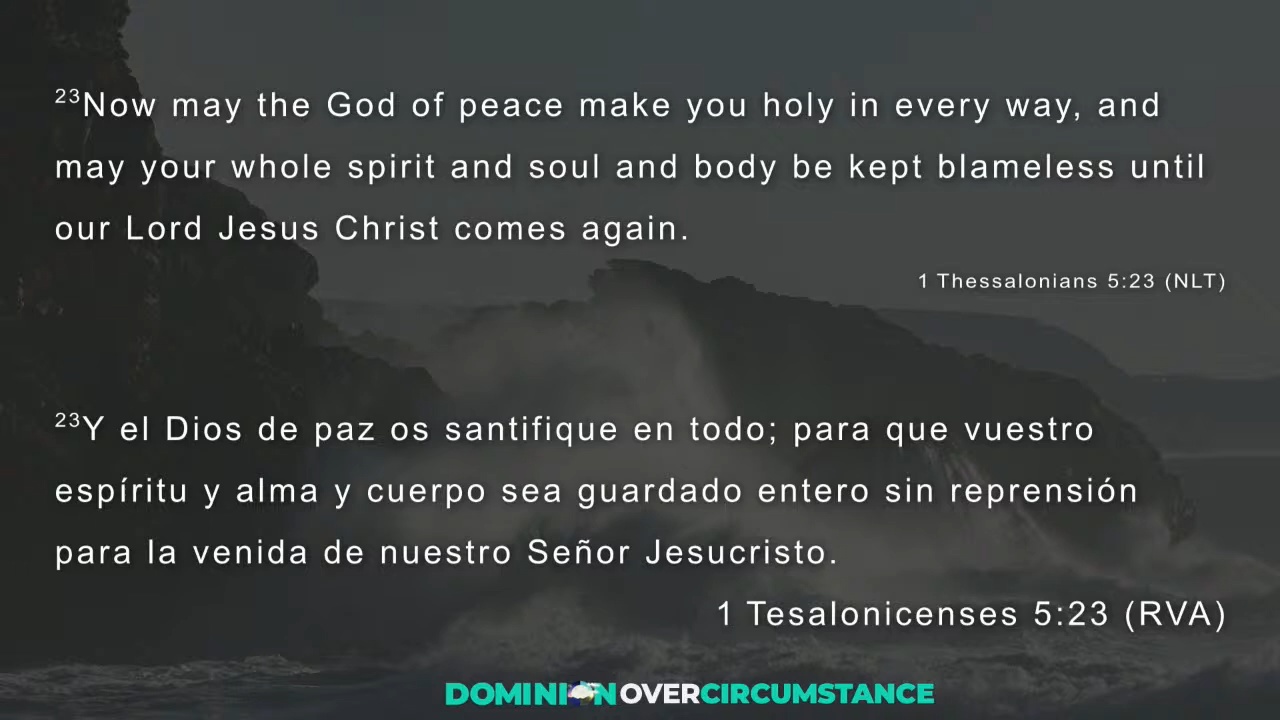 ²³Now may the God of peace make you holy in every way, and
may your whole spirit and soul and body be kept blameless until
our Lord Jesus Christ comes again.
1 Thessalonians 5:23 (NLT)
²³Y el Dios de paz os santifique en todo; para que vuestro
espíritu y alma y cuerpo sea guardado entero sin reprensión
para la venida de nuestro Señor Jesucristo.
1 Tesalonicenses 5:23 (RVA)
DOMINION OVERCIRCUMSTANCE